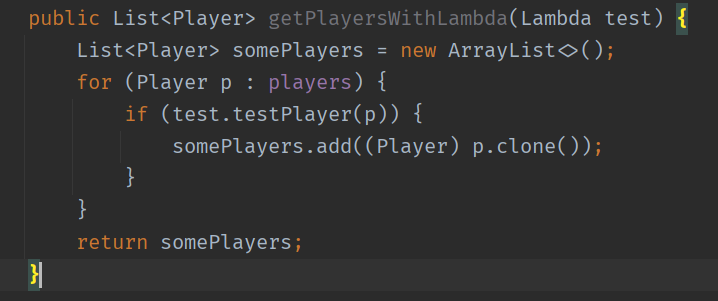 public List<Player> getPlayersWithLambda(Lambda test) {
    List<Player> somePlayers = new ArrayList<>();
    for (Player p : players) {
        if (test.testPlayer(p)) {
            somePlayers.add((Player) p.clone());
        }
    }
    return somePlayers;
}